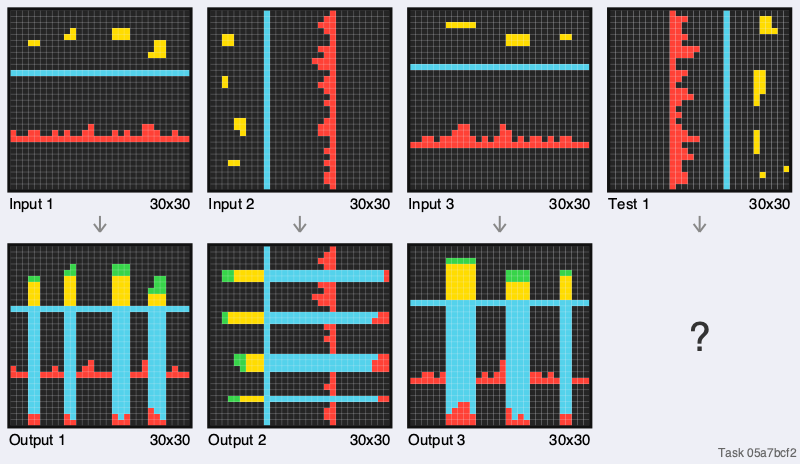 Input 1 30x30 Input 2 30x30 Input 3 30x30 Test 1 30x30
?
Output 1 30x30 Output 2 30x30 Output 3 30x30
Task 05a7bcf2